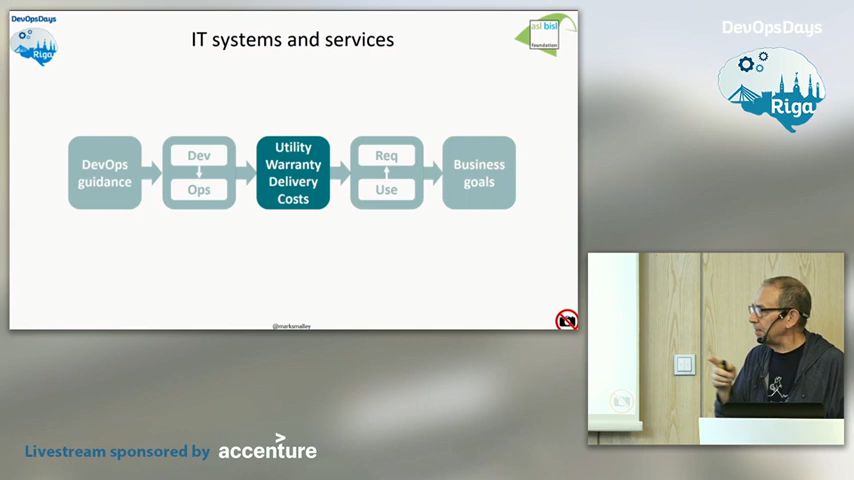 DevOpsDays
Riga
IT systems and services
asl bisl
foundation
DevOps
guidance
Dev
Ops
Utility
Warranty
Delivery
Costs
Req
Use
Business
goals
@marksmalley
DevOpsDays
Riga
Livestream sponsored by accenture